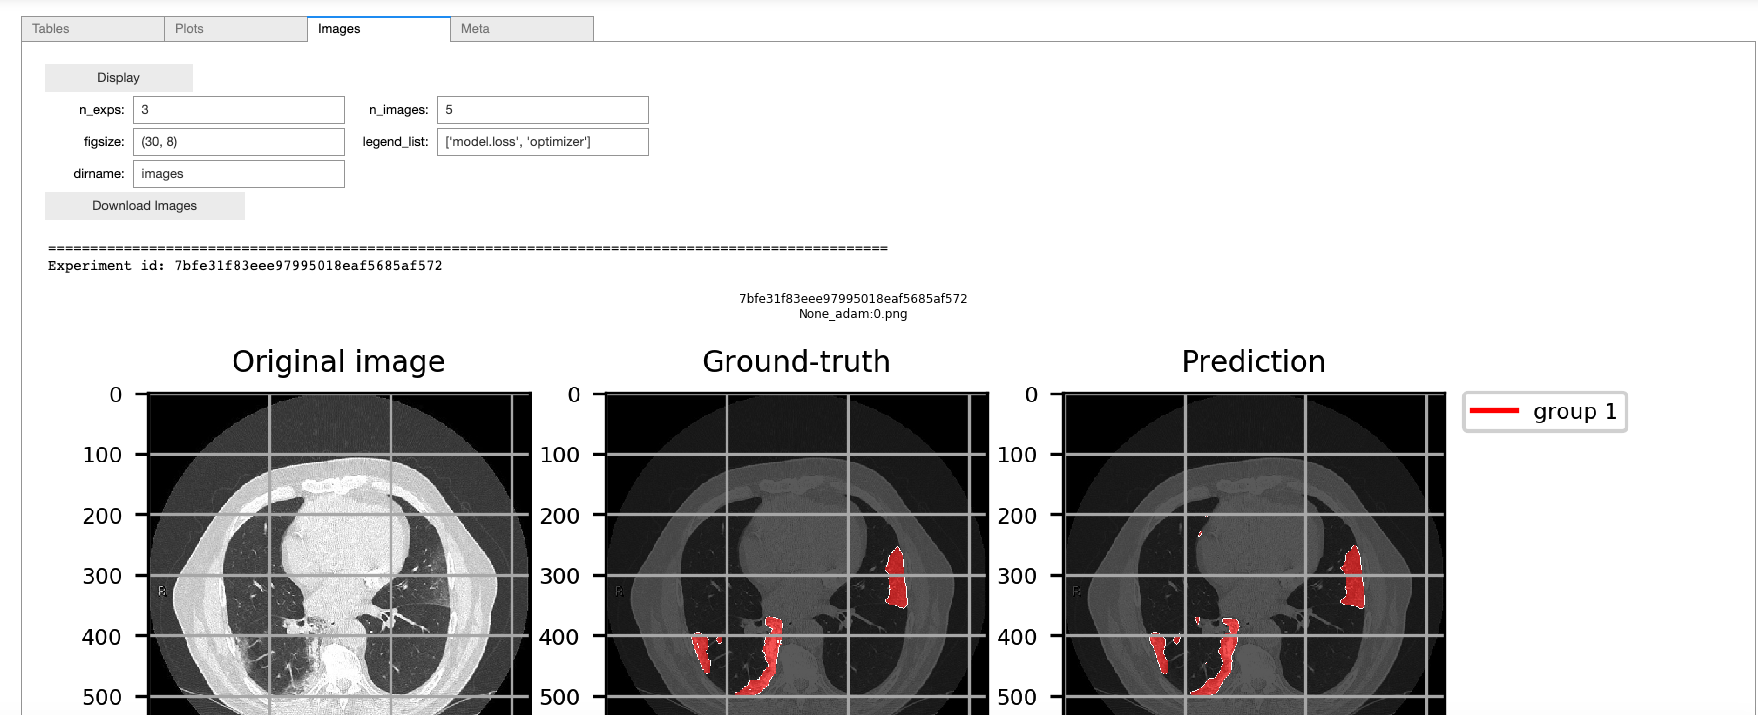 Tables Plots Images Meta
Display
n_exps: 3 n_images: 5
figsize: (30, 8) legend_list: ['model.loss', 'optimizer']
dirname: images
Download Images
====================================================================================================
Experiment id: 7bfe31f83eee97995018eaf5685af572
7bfe31f83eee97995018eaf5685af572
None_adam:0.png
Original image Ground-truth Prediction
0 0 0 group 1
100 100 100
200 200 200
300 300 300
R R R
400 400 400
500 500 500